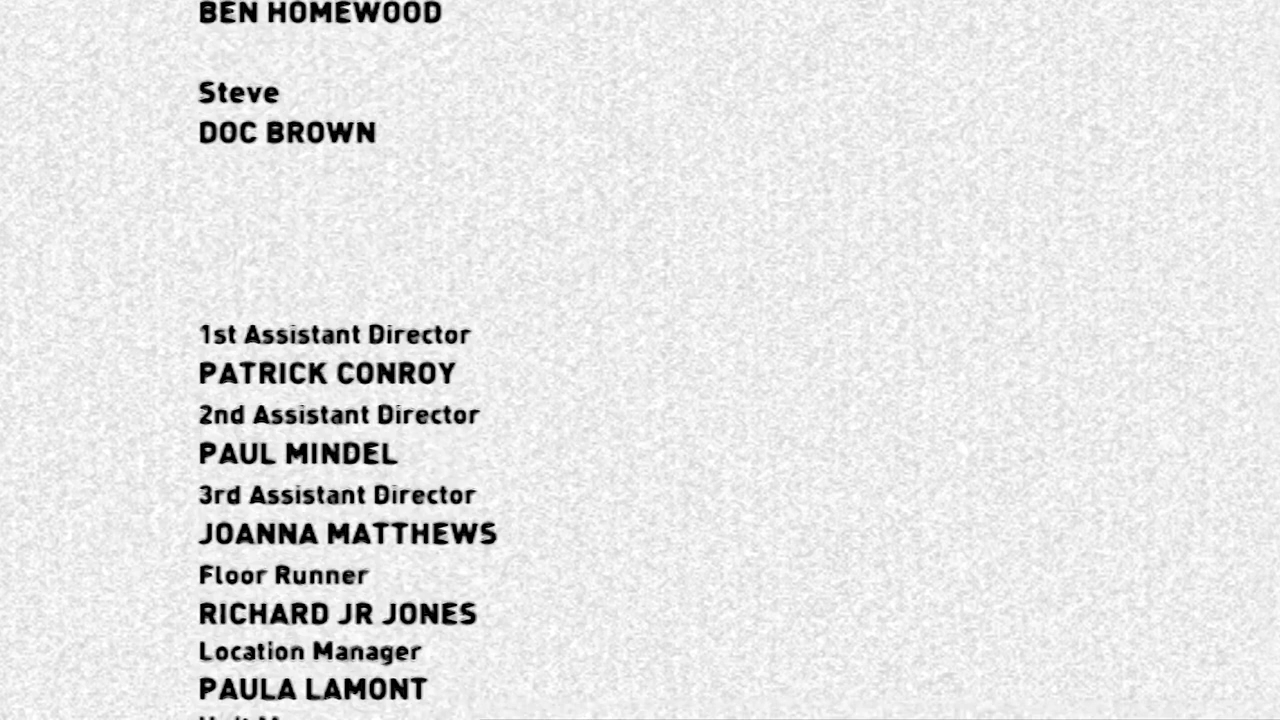 BEN HOMEWOOD
Steve
DOC BROWN
1st Assistant Director
PATRICK CONROY
2nd Assistant Director
PAUL MINDEL
3rd Assistant Director
JOANNA MATTHEWS
Floor Runner
RICHARD JR JONES
Location Manager
PAULA LAMONT